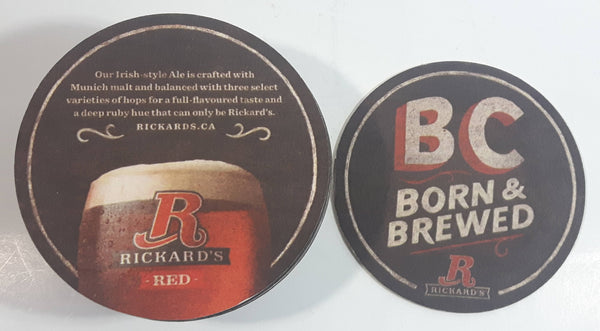 Our Irish-style Ale is crafted with
Munich malt and balanced with three select
varieties of hops for a full-flavoured taste and
a deep ruby hue that can only be Rickard's.
RICKARDS.CA
R
RICKARD'S
- RED -
BC
BORN &
BREWED
R
RICKARD'S